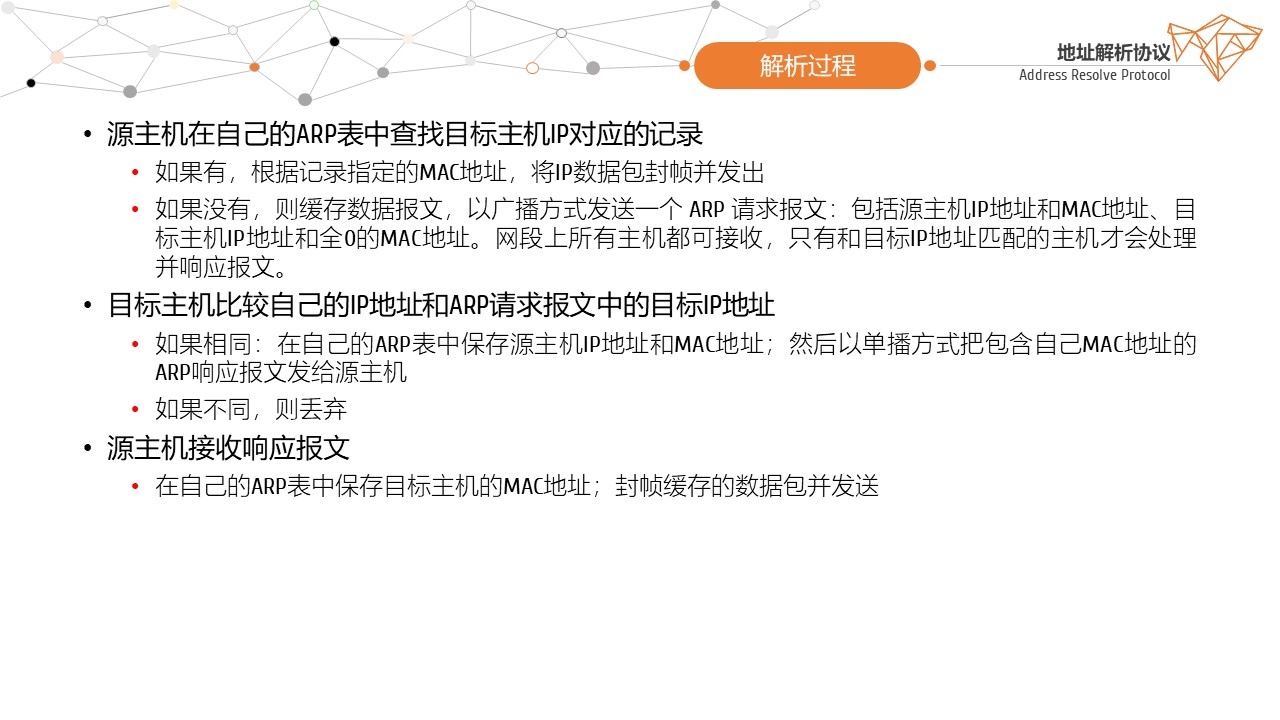 解析过程
地址解析协议
Address Resolve Protocol
• 源主机在自己的ARP表中查找目标主机IP对应的记录
• 如果有，根据记录指定的MAC地址，将IP数据包封帧并发出
• 如果没有，则缓存数据报文，以广播方式发送一个 ARP 请求报文：包括源主机IP地址和MAC地址、目
标主机IP地址和全0的MAC地址。网段上所有主机都可接收，只有和目标IP地址匹配的主机才会处理
并响应报文。
• 目标主机比较自己的IP地址和ARP请求报文中的目标IP地址
• 如果相同：在自己的ARP表中保存源主机IP地址和MAC地址；然后以单播方式把包含自己MAC地址的
ARP响应报文发给源主机
• 如果不同，则丢弃
• 源主机接收响应报文
• 在自己的ARP表中保存目标主机的MAC地址；封帧缓存的数据包并发送